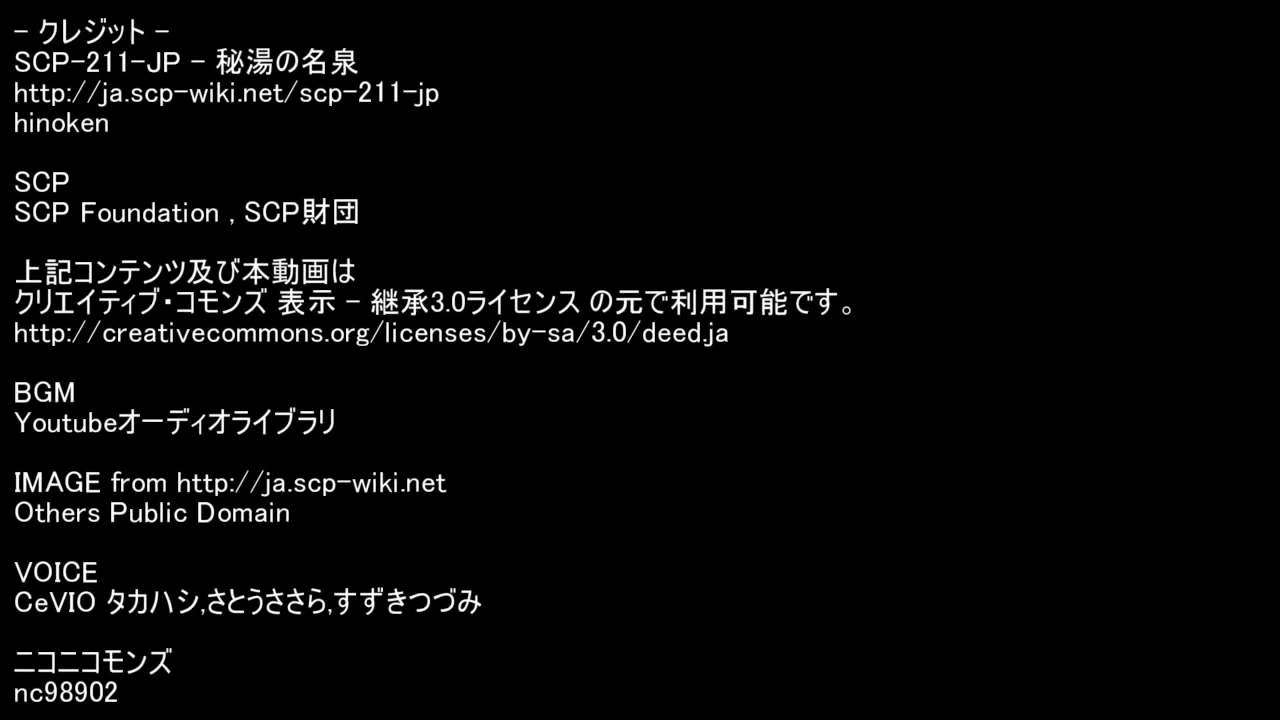 - クレジット -
SCP-211-JP - 秘湯の名泉
http://ja.scp-wiki.net/scp-211-jp
hinoken
SCP
SCP Foundation , SCP財団
上記コンテンツ及び本動画は
クリエイティブ・コモンズ 表示 - 継承3.0ライセンス の元で利用可能です。
http://creativecommons.org/licenses/by-sa/3.0/deed.ja
BGM
Youtubeオーディオライブラリ
IMAGE from http://ja.scp-wiki.net
Others Public Domain
VOICE
CeVIO タカハシ,さとうささら,すずきつづみ
ニコニコモンズ
nc98902